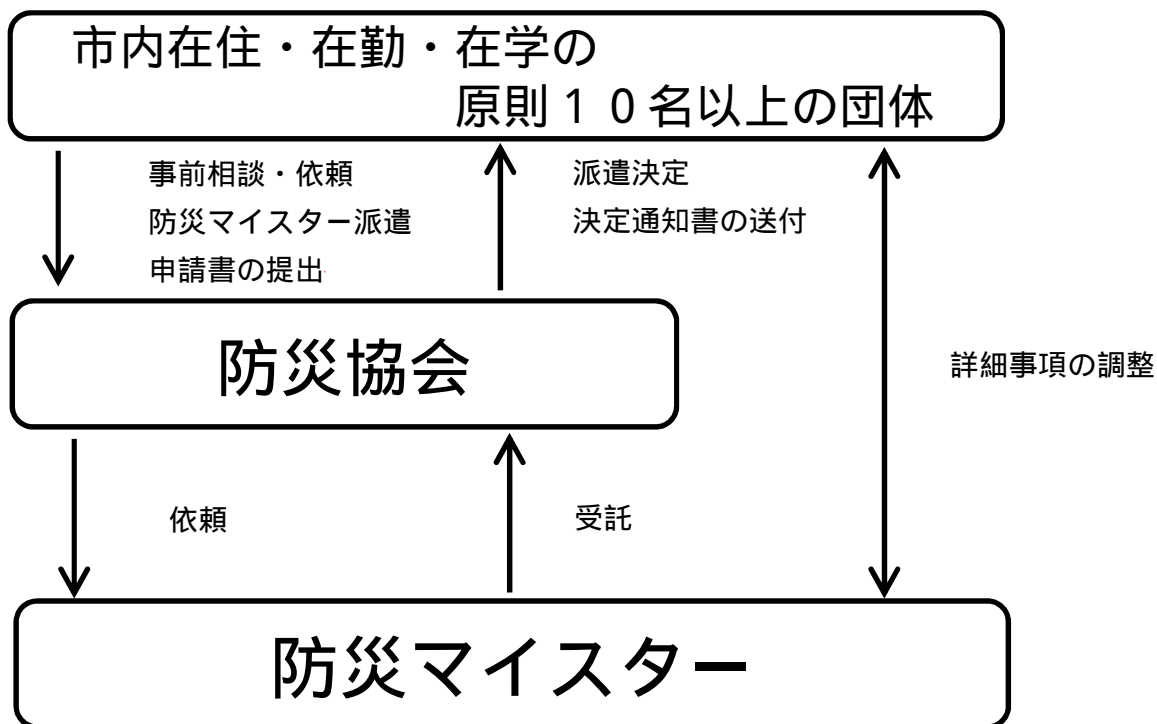 市内在住・在勤・在学の
原則１０名以上の団体
事前相談・依頼
防災マイスター派遣
申請書の提出
派遣決定
決定通知書の送付
防災協会
詳細事項の調整
依頼
受託
防災マイスター